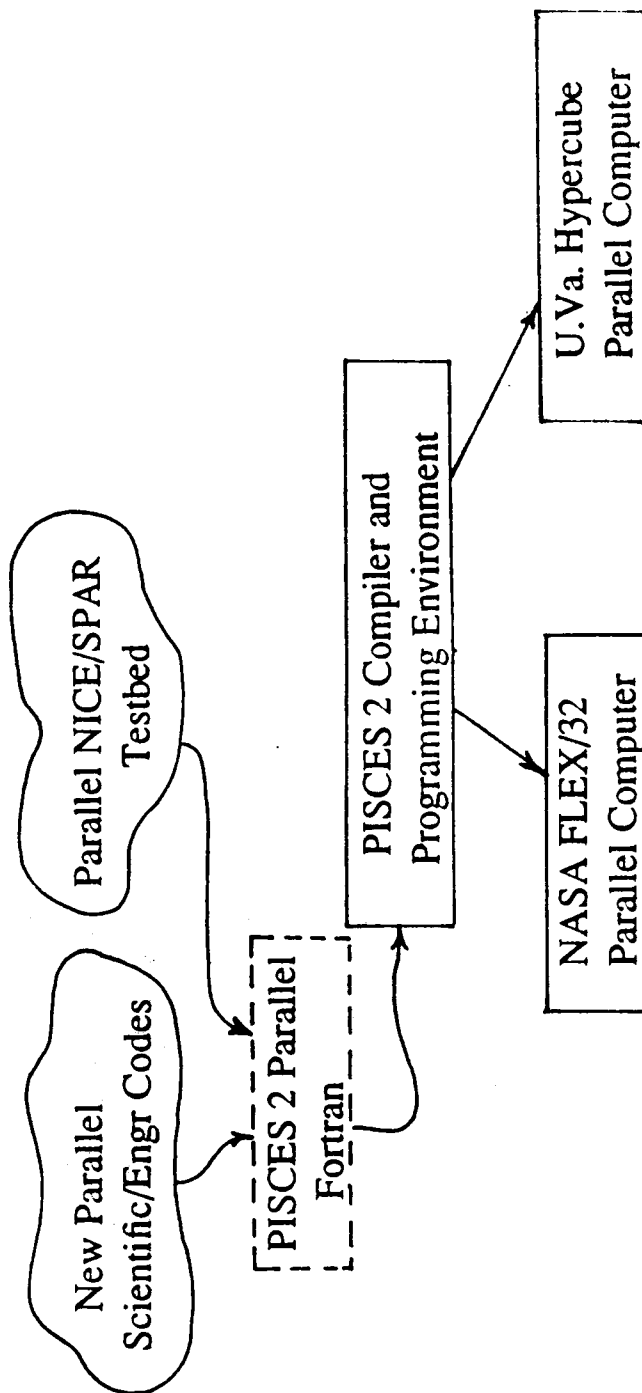 New Parallel
Scientific/Engr Codes
Parallel NICE/SPAR
Testbed
PISCES 2 Parallel
Fortran
PISCES 2 Compiler and
Programming Environment
NASA FLEX/32
Parallel Computer
U.Va. Hypercube
Parallel Computer